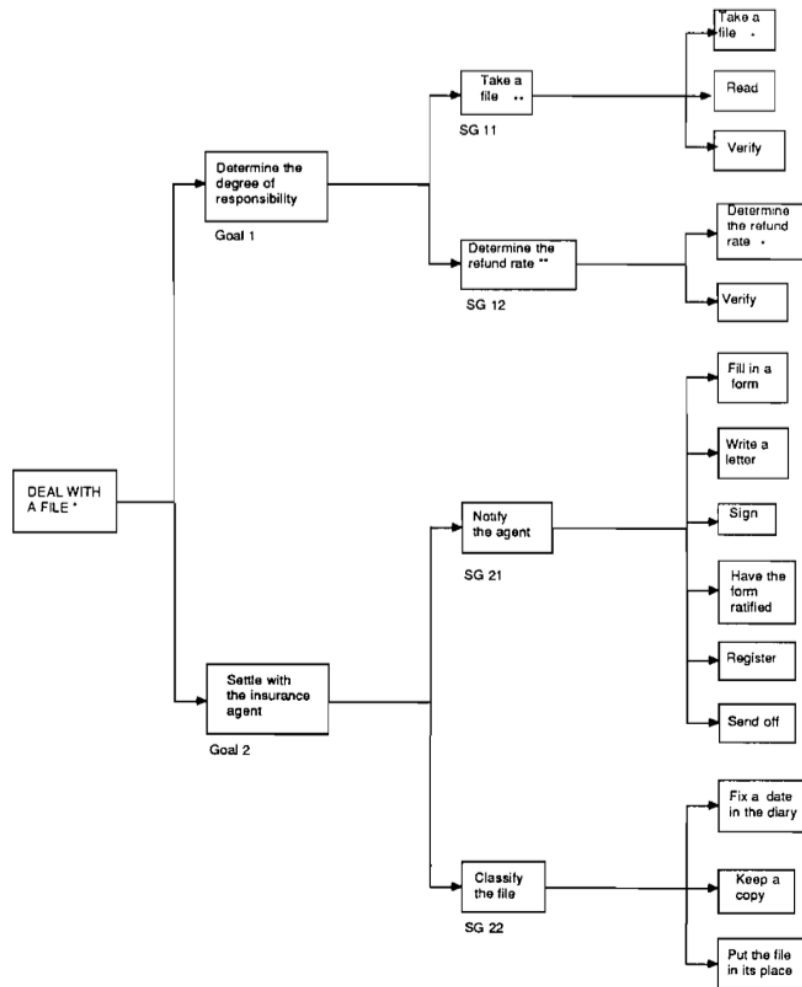 Take a
file *
Take a
file **
SG 11
Read
Verify
Determine the
degree of
responsibility
Goal 1
Determine the
refund rate **
SG 12
Determine
the refund
rate *
Verify
DEAL WITH
A FILE *
Fill in a
form
Write a
letter
Notify
the agent
SG 21
Sign
Have the
form
ratified
Register
Send off
Settle with
the insurance
agent
Goal 2
Classify
the file
SG 22
Fix a date
in the diary
Keep a
copy
Put the file
in its place